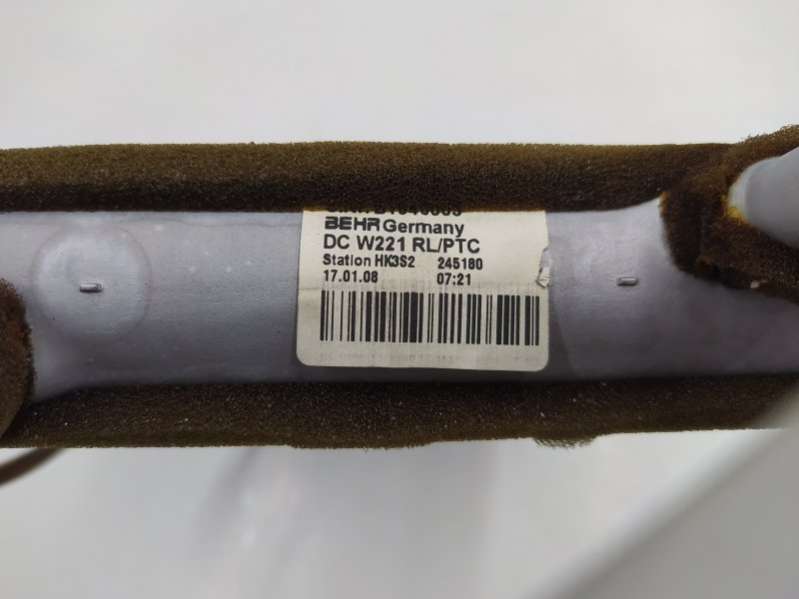 BEHR Germany
DC W221 RL/PTC
Station HK3S2 245180
17.01.08 07:21